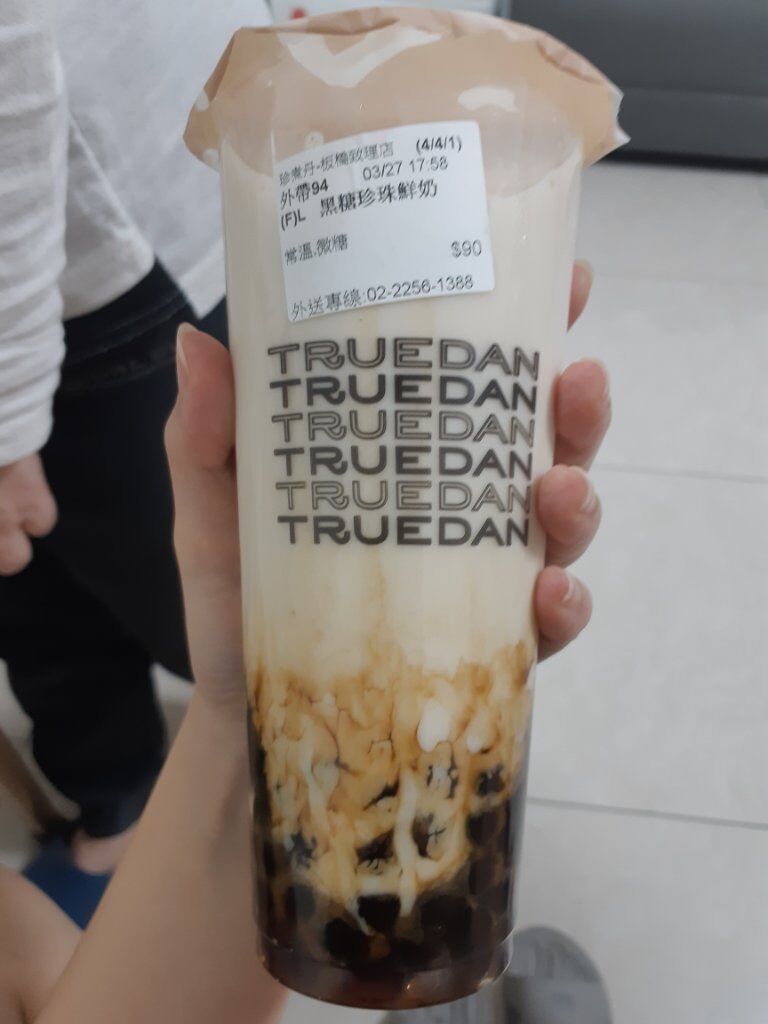 珍煮丹-板橋致理店 (4/4/1)
外帶94 03/27 17:58
(F)L 黑糖珍珠鮮奶
常溫,微糖 $90
外送專線:02-2256-1388
TRUEDAN
TRUEDAN
TRUEDAN
TRUEDAN
TRUEDAN
TRUEDAN